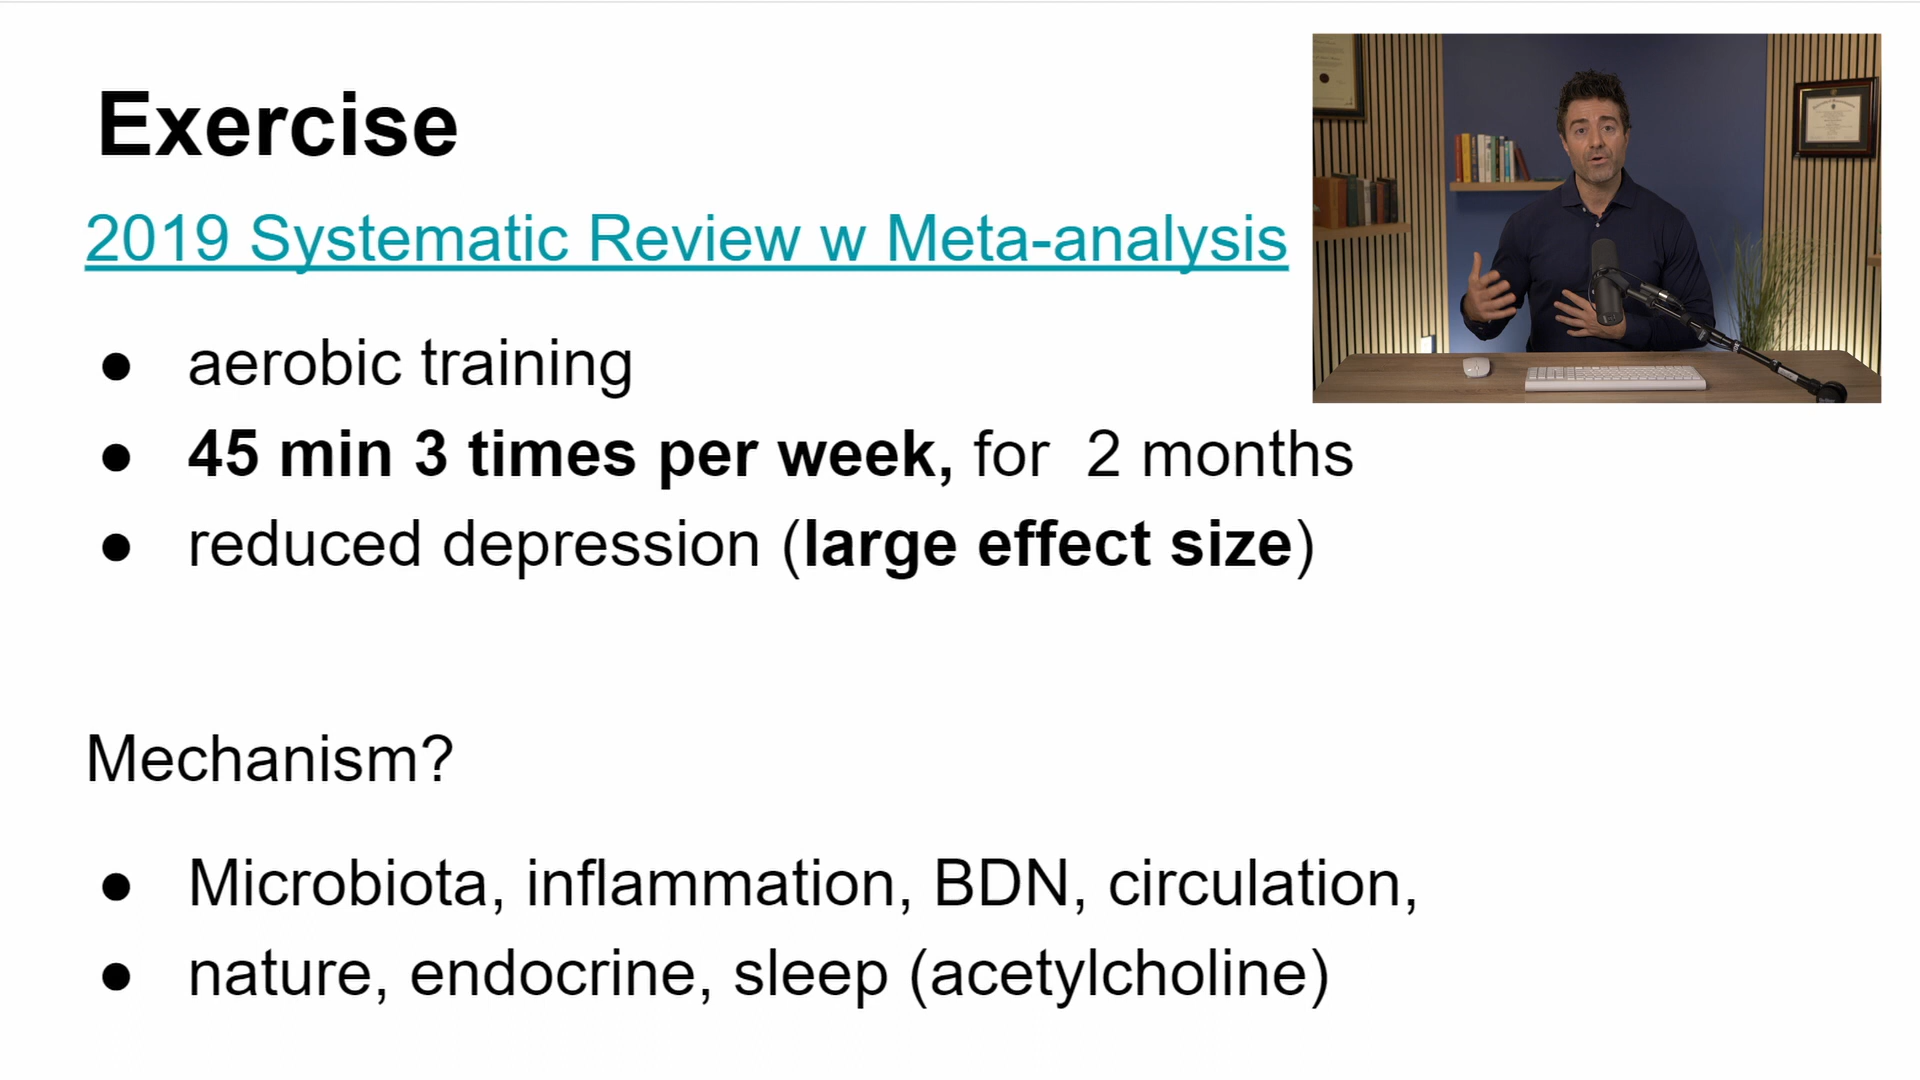 Exercise
2019 Systematic Review w Meta-analysis
● aerobic training
● 45 min 3 times per week, for 2 months
● reduced depression (large effect size)
Mechanism?
● Microbiota, inflammation, BDN, circulation,
● nature, endocrine, sleep (acetylcholine)